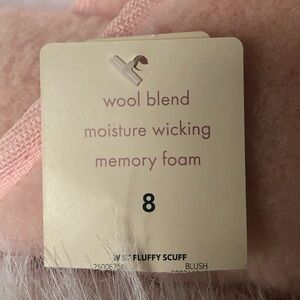 wool blend
moisture wicking
memory foam
8
FLUFFY SCUFF
BLUSH